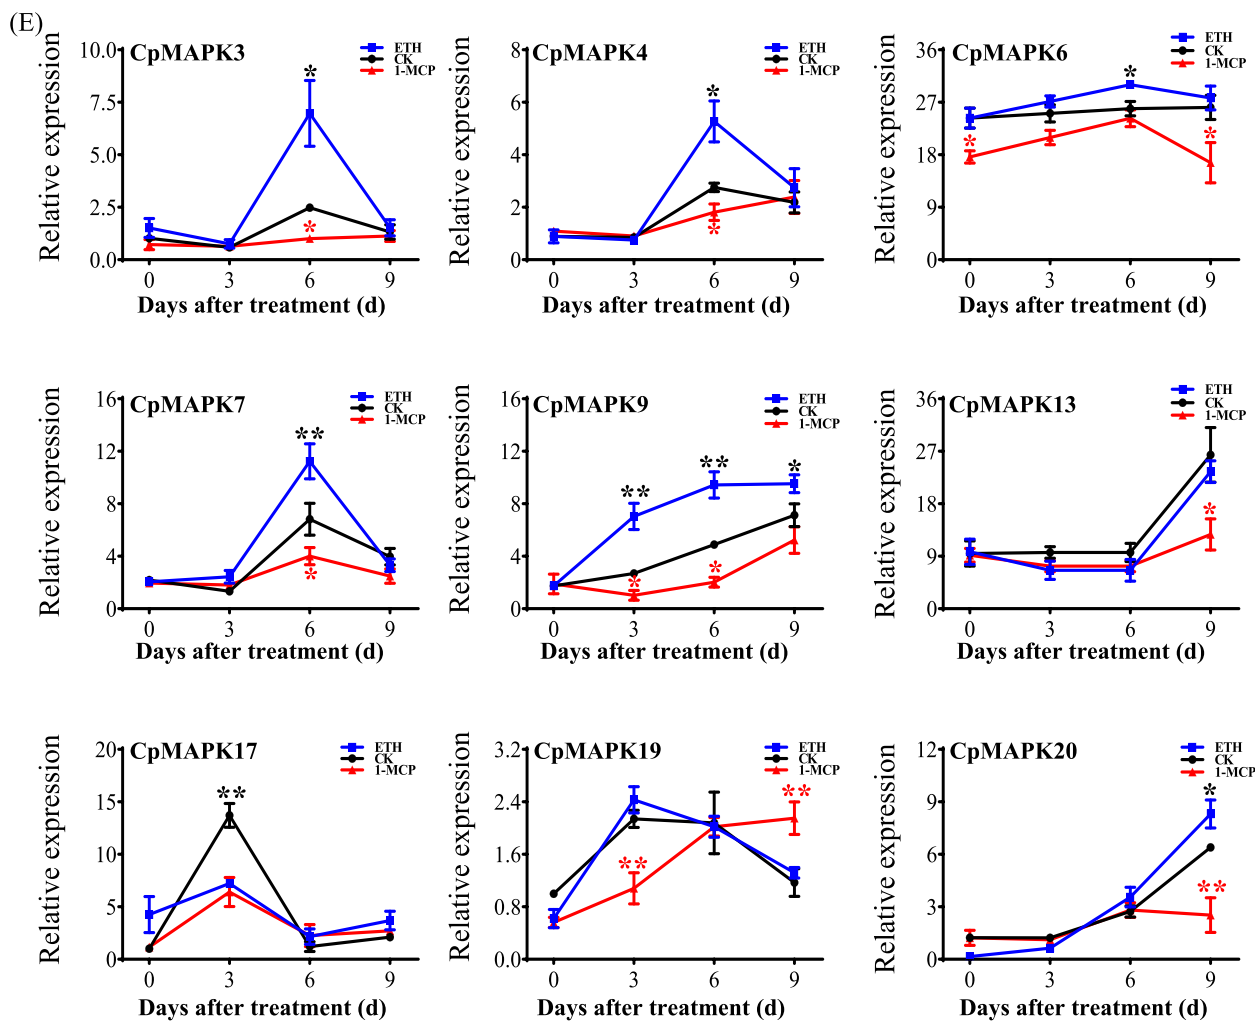 (E)
CpMAPK3
ETH
CK
1-MCP
*
*
Relative expression
10.0
7.5
5.0
2.5
0.0
0 3 6 9
Days after treatment (d)
CpMAPK4
ETH
CK
1-MCP
*
*
Relative expression
8
6
4
2
0
0 3 6 9
Days after treatment (d)
CpMAPK6
ETH
CK
1-MCP
*
*
*
Relative expression
36
27
18
9
0
0 3 6 9
Days after treatment (d)
CpMAPK7
ETH
CK
1-MCP
**
*
Relative expression
16
12
8
4
0
0 3 6 9
Days after treatment (d)
CpMAPK9
ETH
CK
1-MCP
**
**
*
*
*
Relative expression
16
12
8
4
0
0 3 6 9
Days after treatment (d)
CpMAPK13
ETH
CK
1-MCP
*
Relative expression
36
27
18
9
0
0 3 6 9
Days after treatment (d)
CpMAPK17
ETH
CK
1-MCP
**
Relative expression
20
15
10
5
0
0 3 6 9
Days after treatment (d)
CpMAPK19
ETH
CK
1-MCP
**
**
Relative expression
3.2
2.4
1.6
0.8
0.0
0 3 6 9
Days after treatment (d)
CpMAPK20
ETH
CK
1-MCP
*
**
Relative expression
12
9
6
3
0
0 3 6 9
Days after treatment (d)